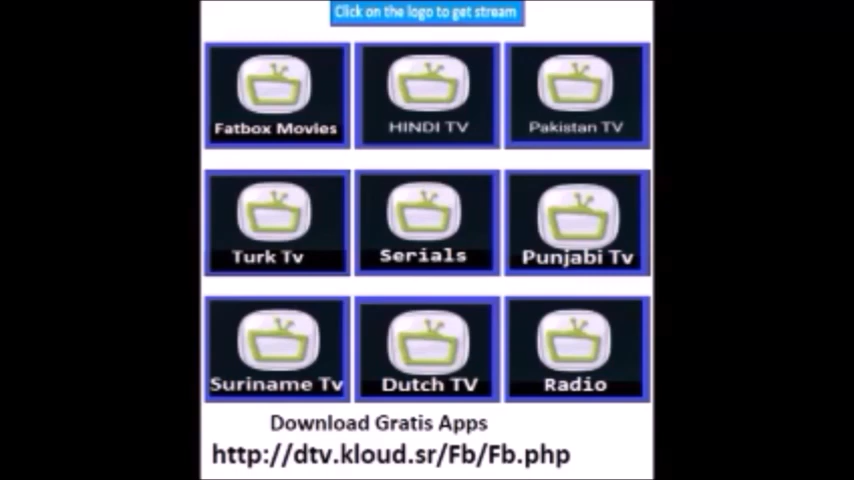 Click on the logo to get stream
Fatbox Movies
HINDI TV
Pakistan TV
Turk Tv
Serials
Punjabi Tv
Suriname Tv
Dutch TV
Radio
Download Gratis Apps
http://dtv.kloud.sr/Fb/Fb.php